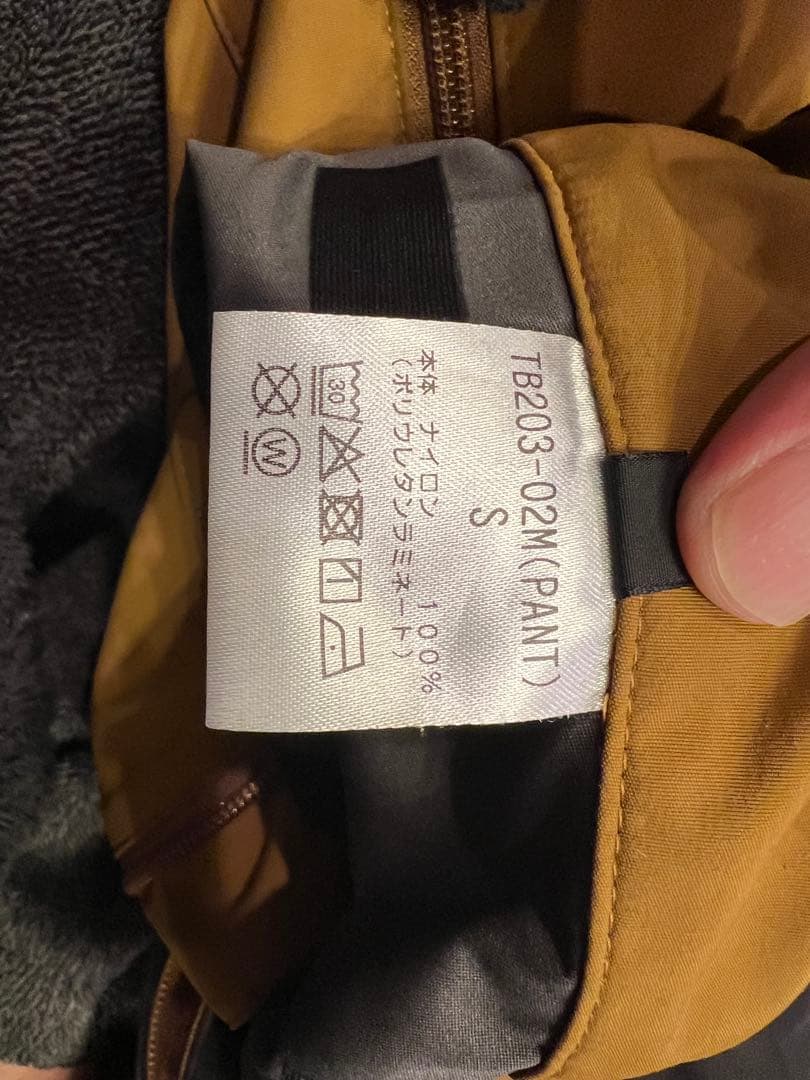 TB203-02M(PANT)
S
本体 ナイロン 100%
(ポリウレタンラミネート)
30
W